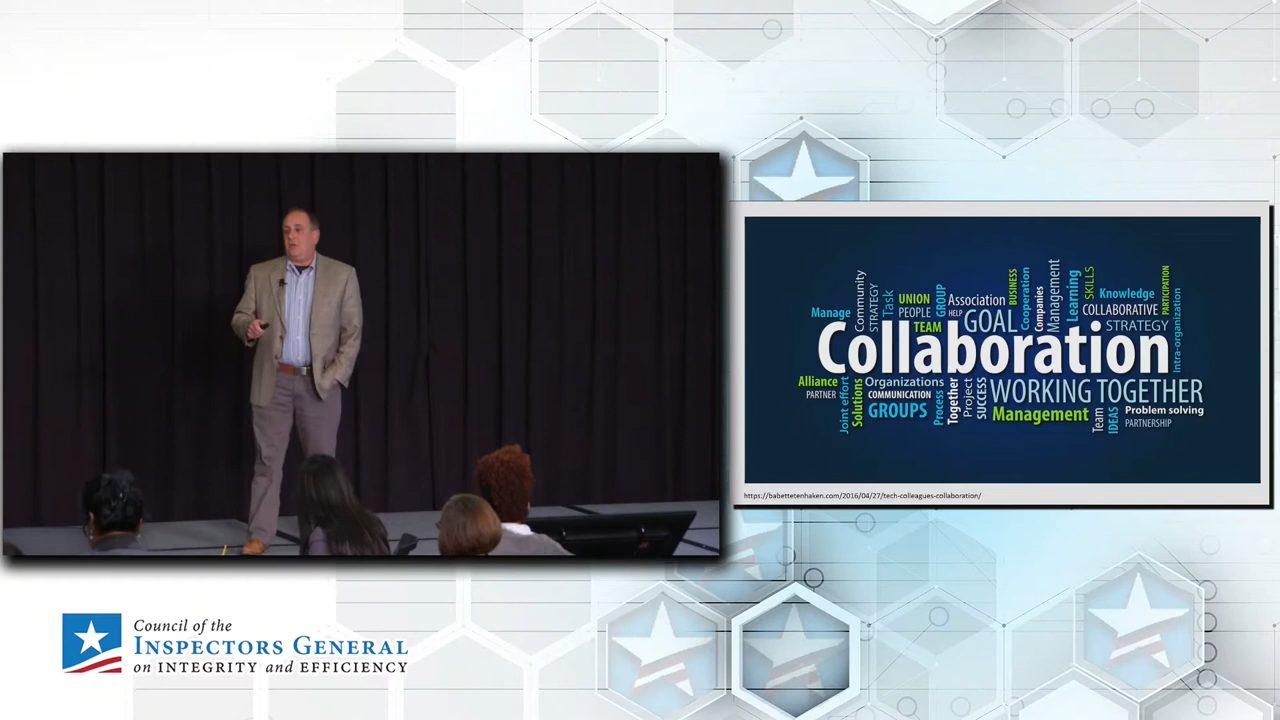 Community
STRATEGY
Task
UNION
PEOPLE
GROUP
Association
HELP
BUSINESS
Cooperation
Companies
Management
Learning
SKILLS
Knowledge
PARTICIPATION
Manage
TEAM
GOAL
COLLABORATIVE
STRATEGY
Intra-organization
Collaboration
Alliance
PARTNER
Joint effort
Solutions
Organizations
COMMUNICATION
GROUPS
Process
Together
Project
SUCCESS
WORKING TOGETHER
Management
Team
IDEAS
Problem solving
PARTNERSHIP
https://babettetenhaken.com/2016/04/27/tech-colleagues-collaboration/
Council of the
INSPECTORS GENERAL
on INTEGRITY and EFFICIENCY